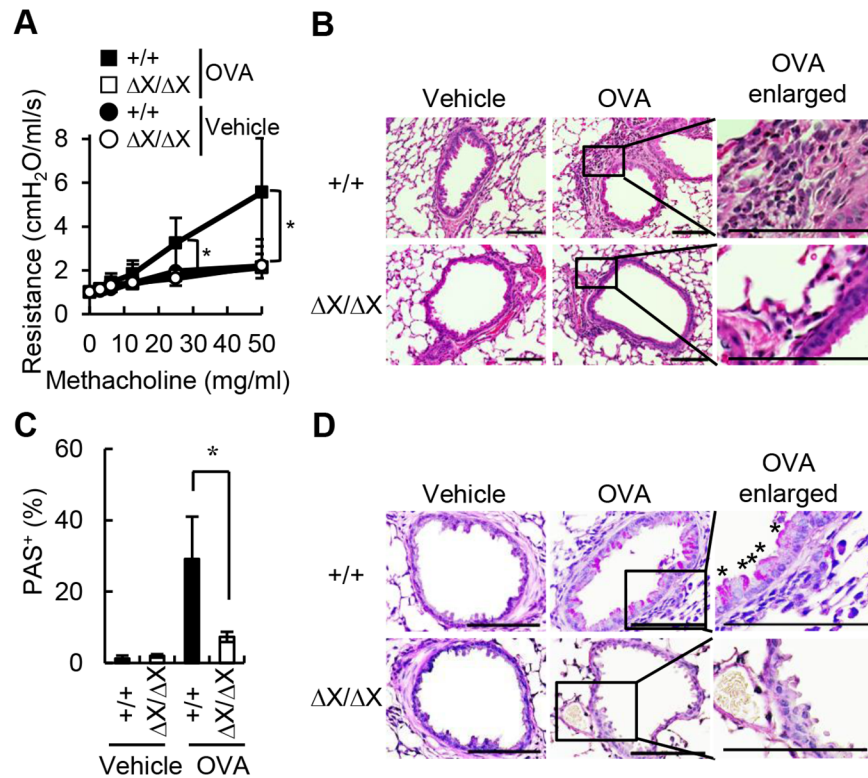 A
+/+
ΔX/ΔX
OVA
+/+
ΔX/ΔX
Vehicle
Resistance (cmH₂O/ml/s)
8
6
4
2
0
*
*
0 10 20 30 40 50
Methacholine (mg/ml)
B
Vehicle
OVA
OVA
enlarged
+/+
ΔX/ΔX
C
PAS⁺ (%)
60
40
20
0
*
+/+
ΔX/ΔX
+/+
ΔX/ΔX
Vehicle
OVA
D
Vehicle
OVA
OVA
enlarged
+/+
* *** *
ΔX/ΔX